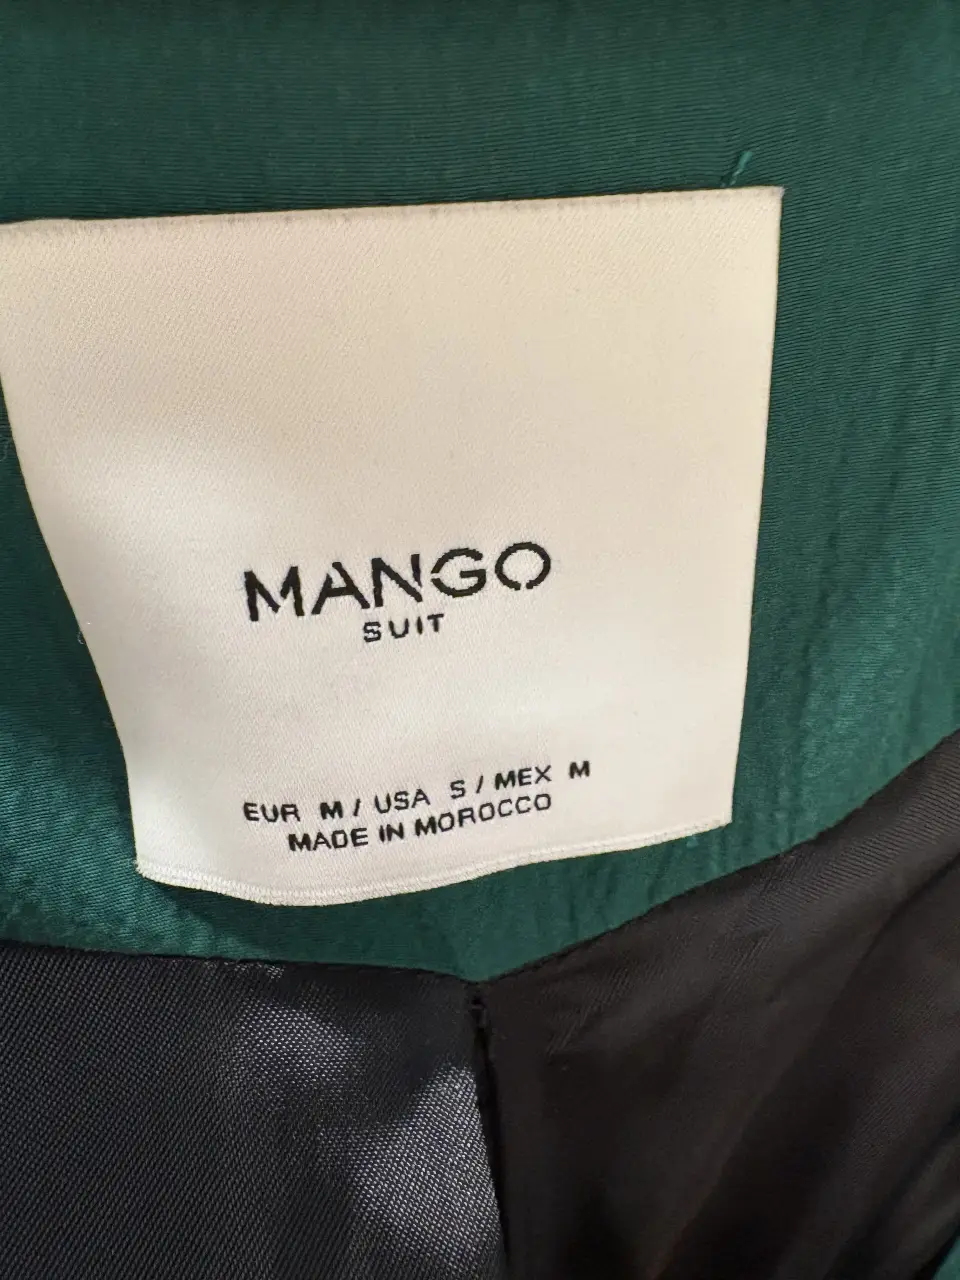 MANGO
SUIT
EUR M / USA S / MEX M
MADE IN MOROCCO